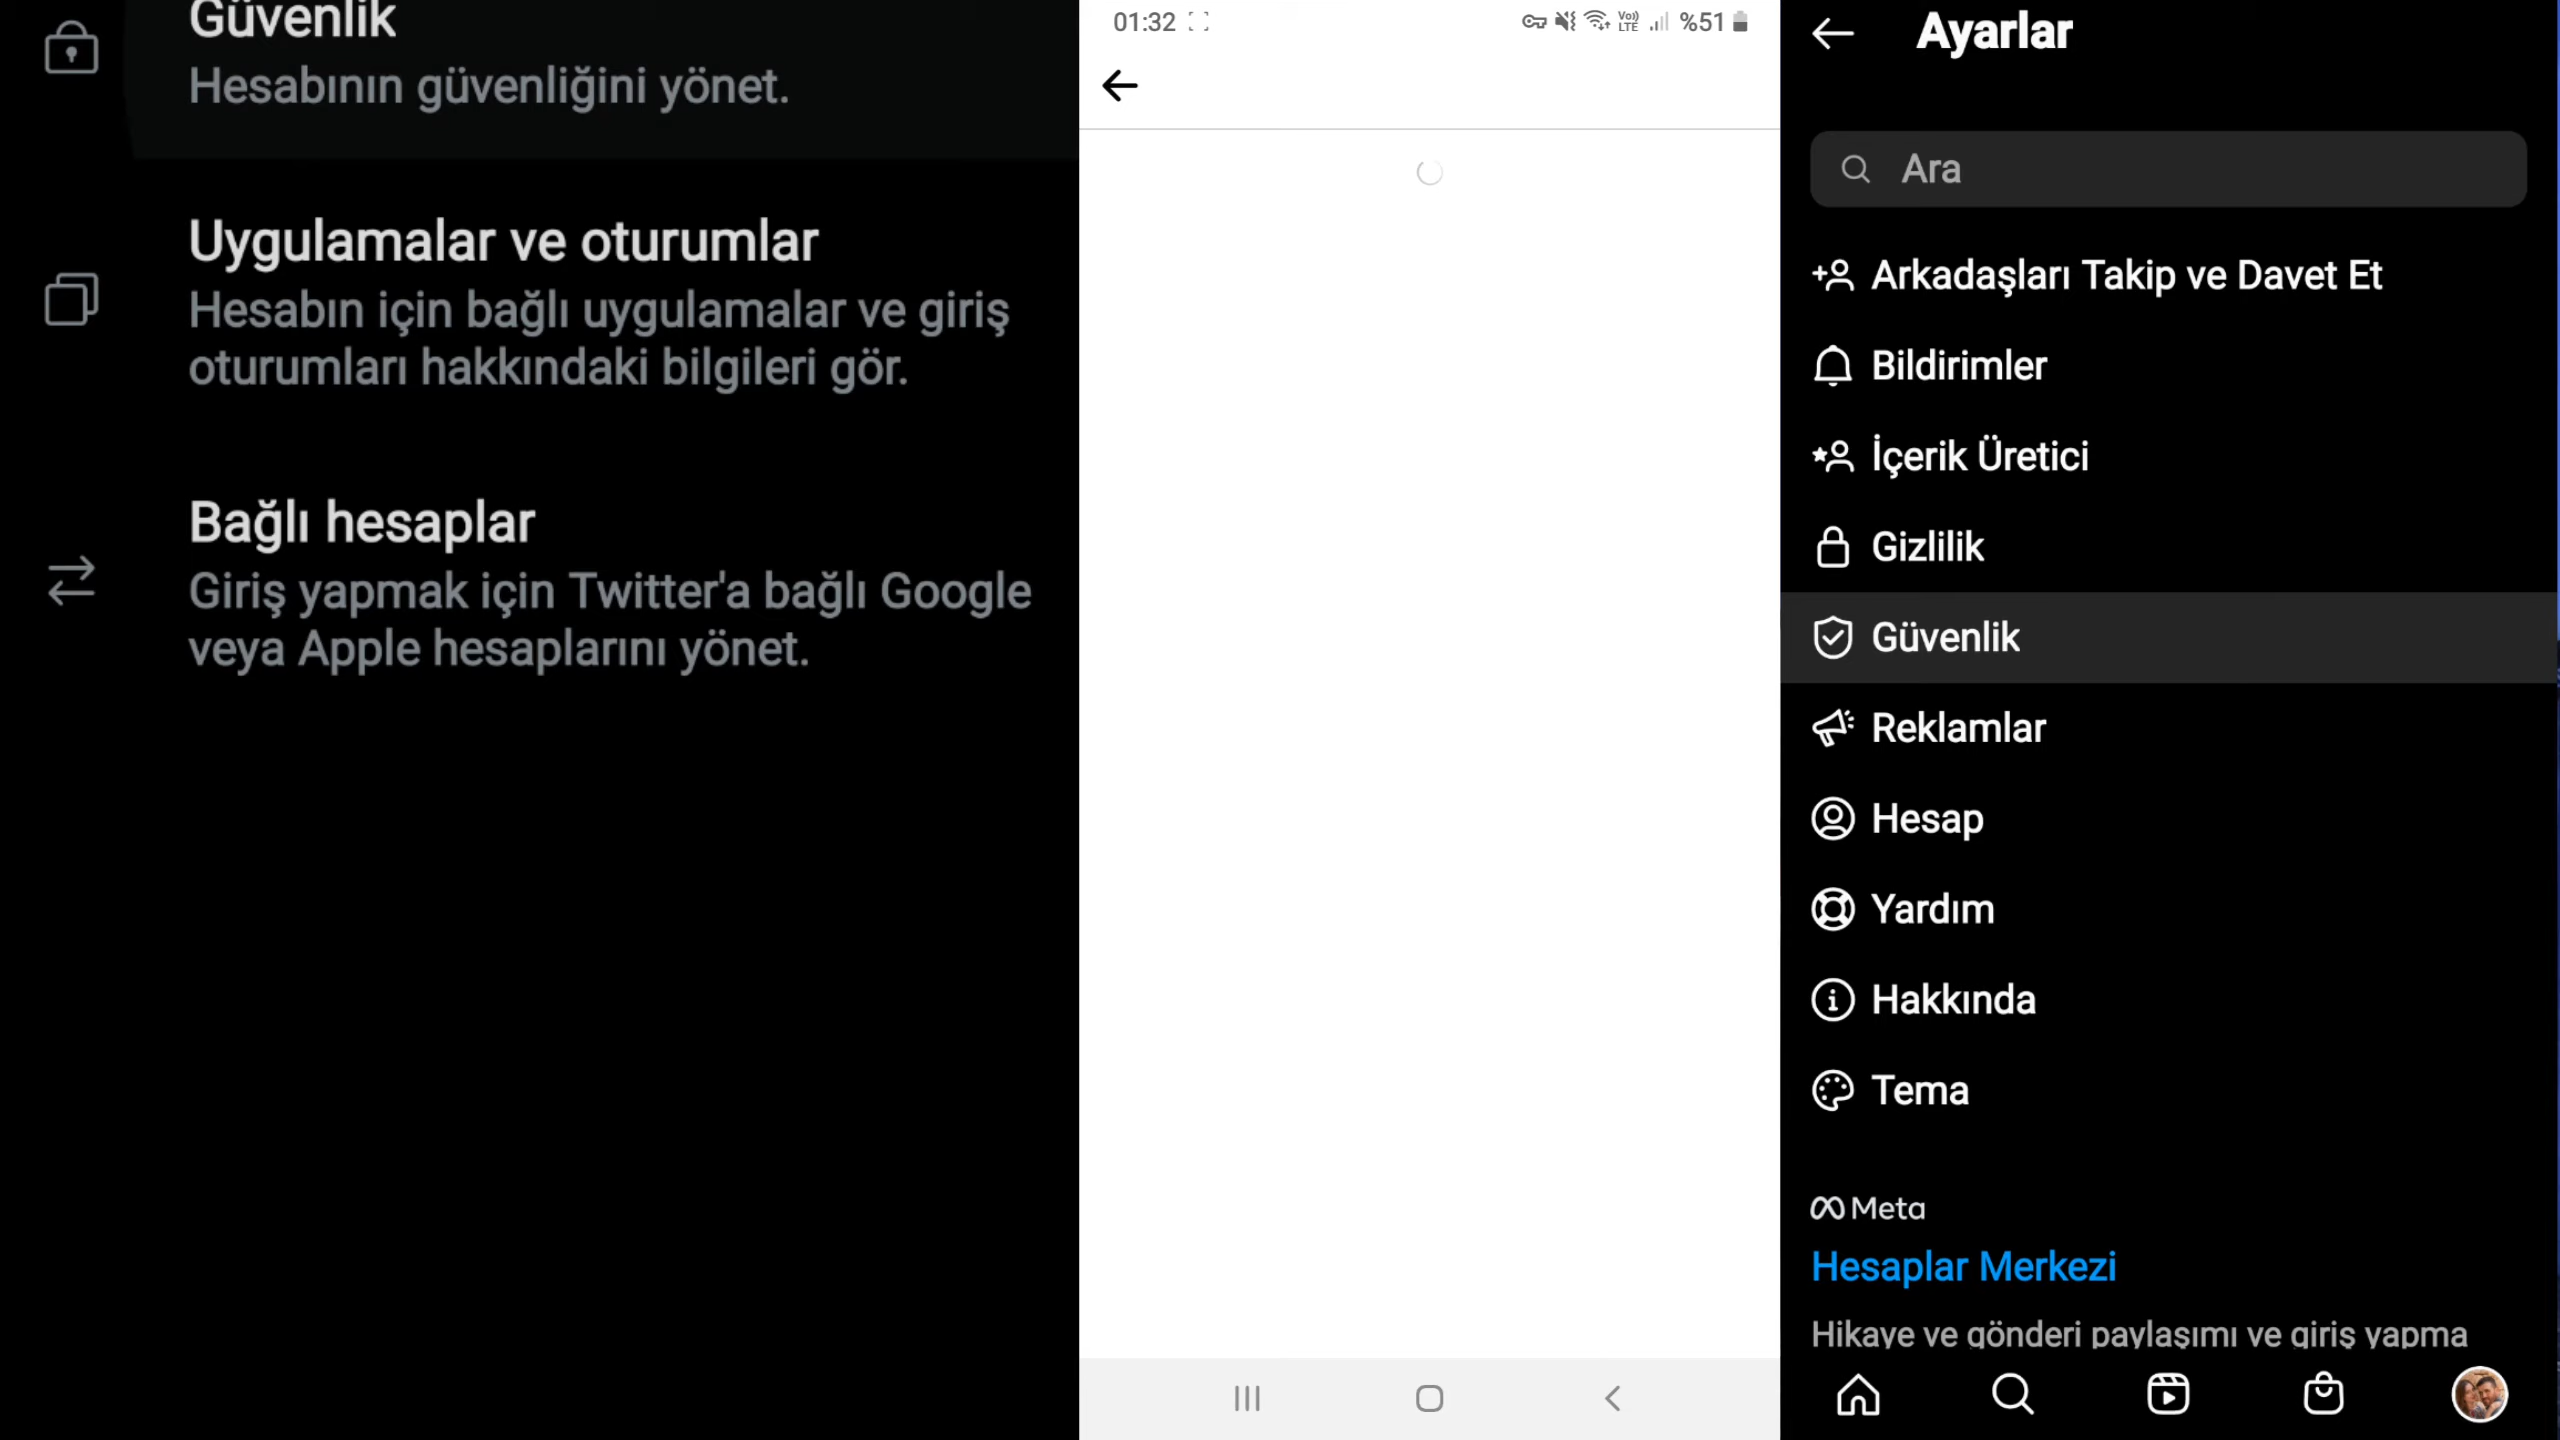 Güvenlik
Hesabının güvenliğini yönet.
Uygulamalar ve oturumlar
Hesabın için bağlı uygulamalar ve giriş
oturumları hakkındaki bilgileri gör.
Bağlı hesaplar
Giriş yapmak için Twitter'a bağlı Google
veya Apple hesaplarını yönet.
01:32
Vo)) LTE
%51
Ayarlar
Ara
Arkadaşları Takip ve Davet Et
Bildirimler
İçerik Üretici
Gizlilik
Güvenlik
Reklamlar
Hesap
Yardım
Hakkında
Tema
Meta
Hesaplar Merkezi
Hikaye ve gönderi paylaşımı ve giriş yapma